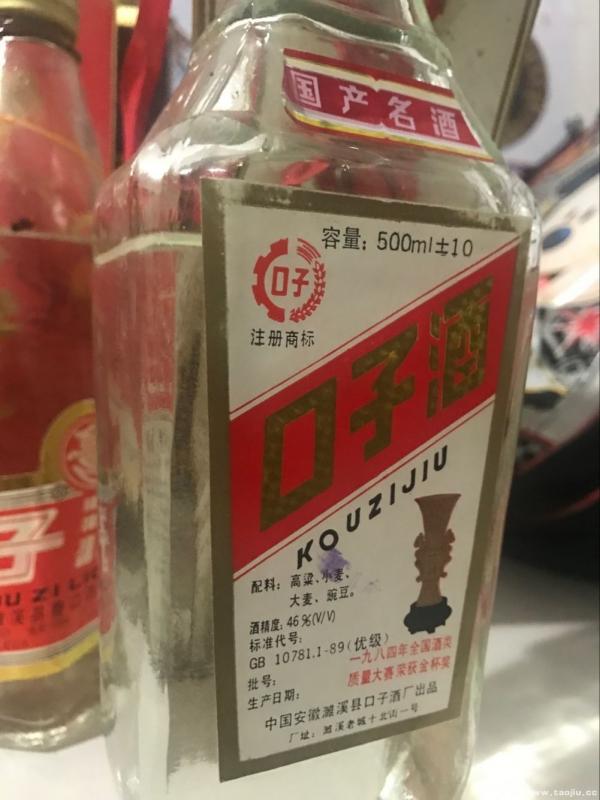 国产名酒
容量：500ml±10
口子
注册商标
口子酒
KOUZIJIU
配料：高粱、小麦、
大麦、豌豆。
酒精度：46%(V/V)
标准代号：
GB 10781.1-89(优级)
批号：
生产日期：
一九八四年全国酒类
质量大赛荣获金杯奖
中国安徽濉溪县口子酒厂出品
厂址：濉溪老城十北山一号
子酒
www.taojiu.cc